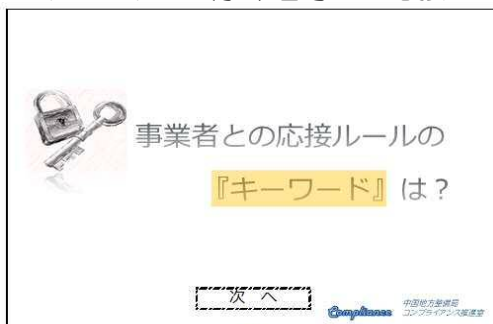 事業者との応接ルールの
『キーワード』は？
次 へ
Compliance
中国地方整備局
コンプライアンス推進室